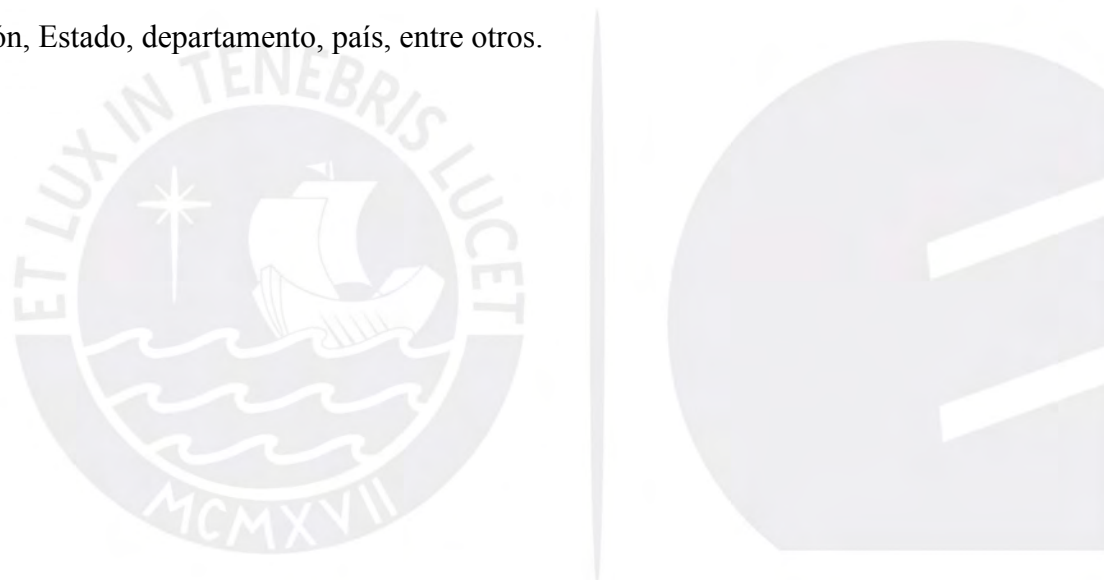 ón, Estado, departamento, país, entre otros.
ET LUX IN TENEBRIS LUCET
MCMXVII